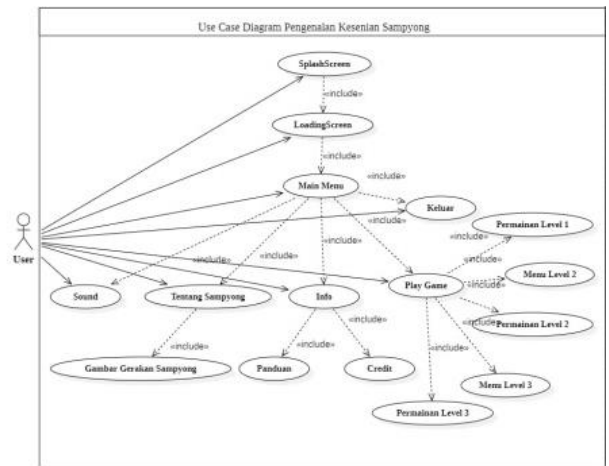 Use Case Diagram Pengenalan Kesenian Sampyong
SplashScreen
«include»
LoadingScreen
«include»
«include»
Main Menu
Keluar
«include»
Permainan Level 1
User
«include»
«include»
«include»
Menu Level 2
Sound
Tentang Sampyong
Info
Play Game
«include»
«include»
Permainan Level 2
«include»
«include»
«include»
«include»
Gambar Gerakan Sampyong
Panduan
Credit
Menu Level 3
Permainan Level 3